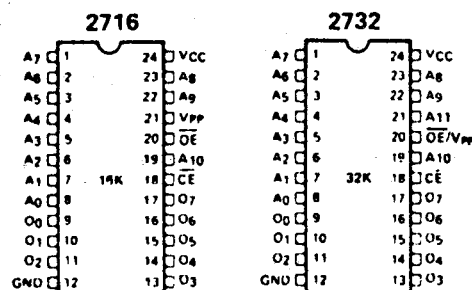 2716 2732
A7 1 24 VCC A7 1 24 VCC
A6 2 23 A8 A6 2 23 A8
A5 3 22 A9 A5 3 22 A9
A4 4 21 VPP A4 4 21 A11
A3 5 20 OE A3 5 20 OE/VPP
A2 6 19 A10 A2 6 19 A10
A1 7 16K 18 CE A1 7 32K 18 CE
A0 8 17 O7 A0 8 17 O7
O0 9 16 O6 O0 9 16 O6
O1 10 15 O5 O1 10 15 O5
O2 11 14 O4 O2 11 14 O4
GND 12 13 O3 GND 12 13 O3